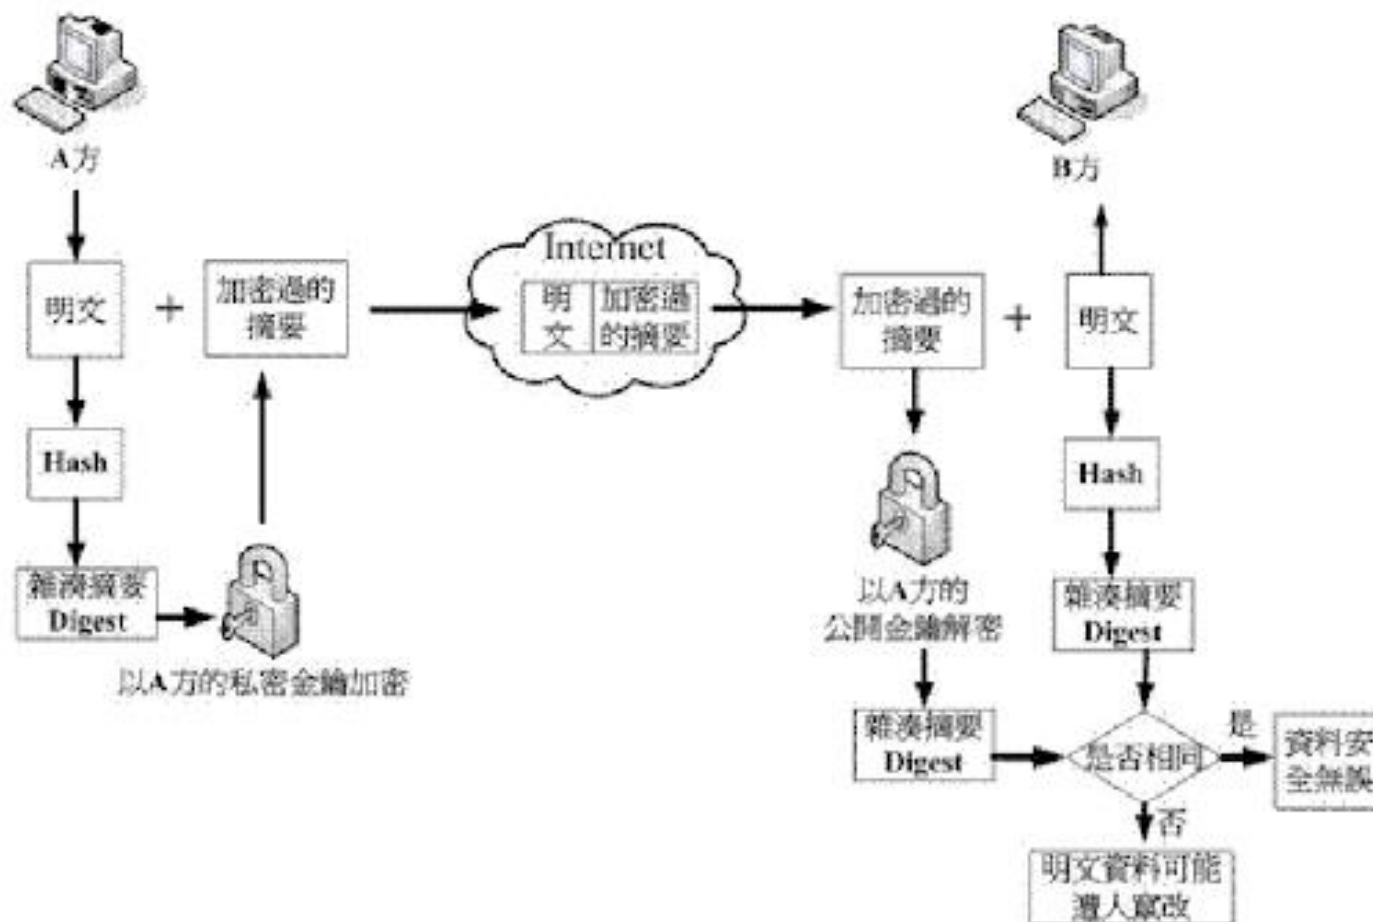 A方
明文
+
加密過的
摘要
Hash
雜湊摘要
Digest
以A方的私密金鑰加密
Internet
明
文
加密過
的摘要
加密過的
摘要
+
明文
B方
以A方的
公開金鑰解密
Hash
雜湊摘要
Digest
雜湊摘要
Digest
是否相同
是
資料安
全無誤
否
明文資料可能
遭人竄改